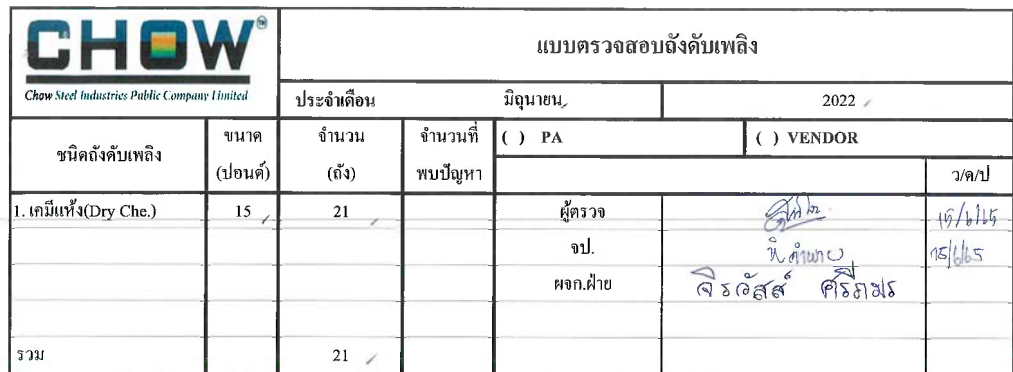 CHOW
แบบตรวจสอบถังดับเพลิง
Chow Steel Industries Public Company Limited
ประจำเดือน มิถุนายน 2022
ชนิดถังดับเพลิง ขนาด (ปอนด์) จำนวน (ถัง) จำนวนที่พบปัญหา ( ) PA ( ) VENDOR
ว/ด/ป
1. เคมีแห้ง(Dry Che.) 15 21 ผู้ตรวจ 15/6/65
จป. 15/6/65
ผจก.ฝ่าย จิรวัสส์
รวม 21